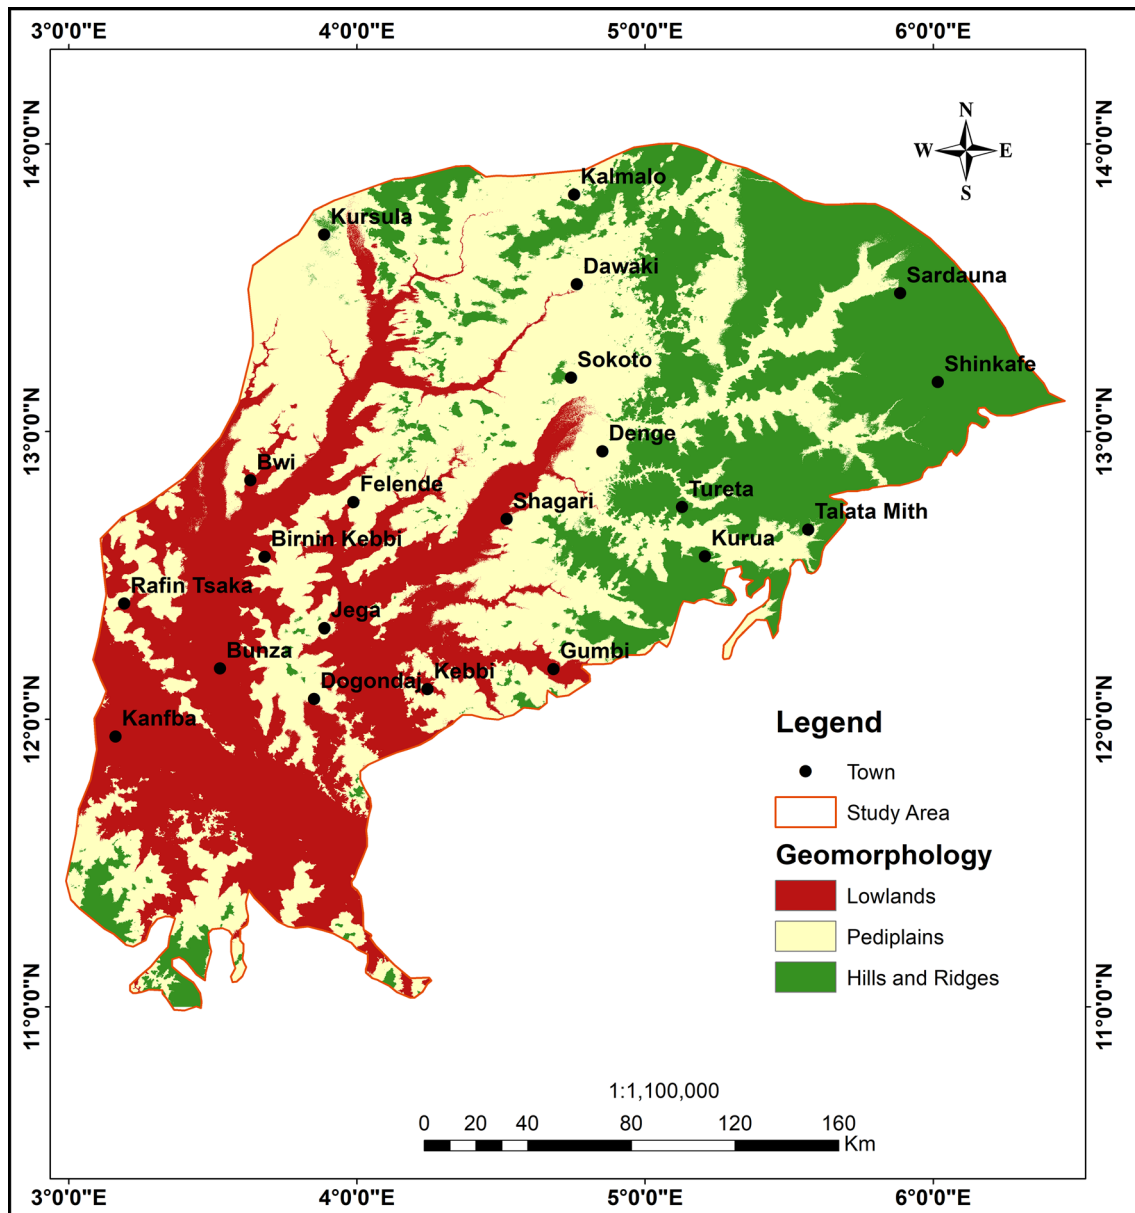 3°0'0"E 4°0'0"E 5°0'0"E 6°0'0"E
14°0'0"N 14°0'0"N
N
W E
S
Kalmalo
Kursula
Dawaki
Sardauna
Sokoto
Shinkafe
13°0'0"N 13°0'0"N
Denge
Bwi
Felende
Tureta
Shagari
Talata Mith
Birnin Kebbi
Kurua
Rafin Tsaka
Jega
Bunza
Gumbi
Kebbi
Dogondaj
Kanfba
12°0'0"N 12°0'0"N
Legend
Town
Study Area
Geomorphology
Lowlands
Pediplains
Hills and Ridges
11°0'0"N 11°0'0"N
1:1,100,000
0 20 40 80 120 160
Km
3°0'0"E 4°0'0"E 5°0'0"E 6°0'0"E